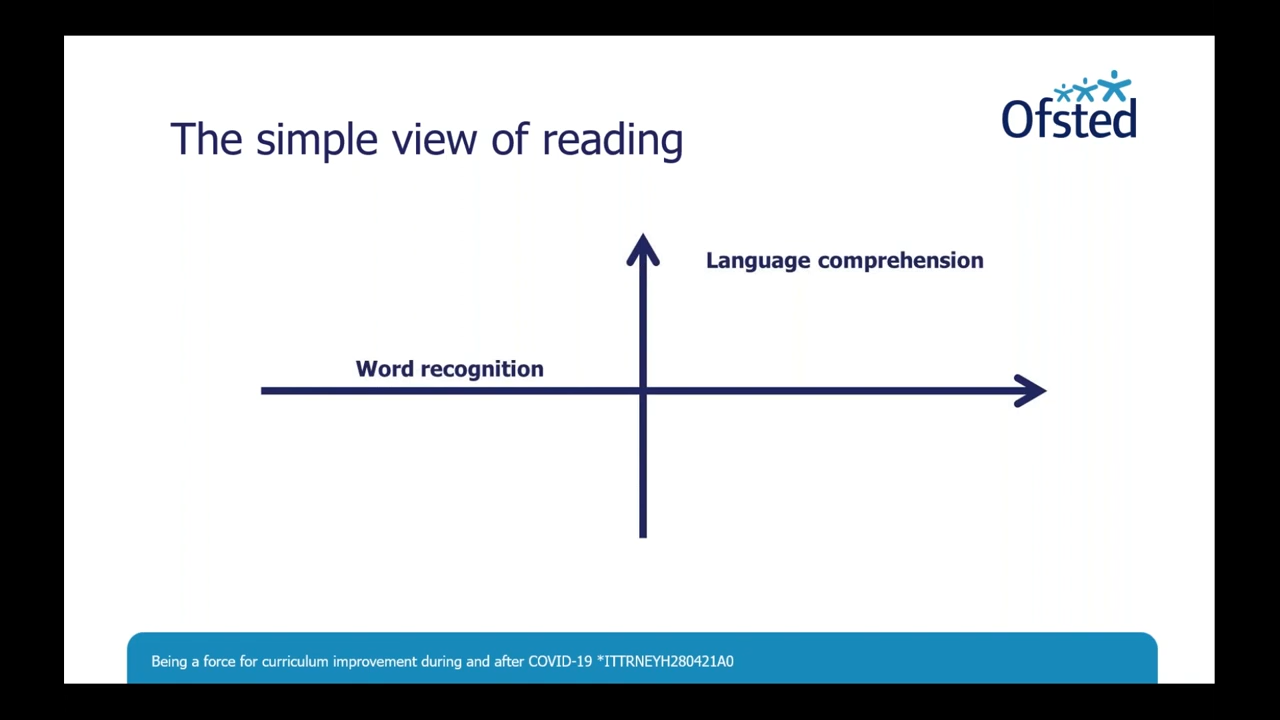 Ofsted
The simple view of reading
Language comprehension
Word recognition
Being a force for curriculum improvement during and after COVID-19 *ITTRNEYH280421A0